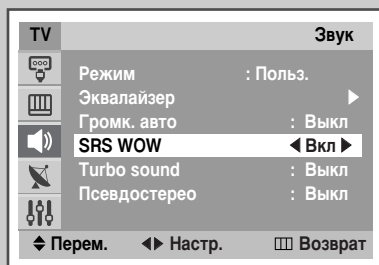 TV Звук
Режим : Польз.
Эквалайзер
Громк. авто : Выкл
SRS WOW Вкл
Turbo sound : Выкл
Псевдостерео : Выкл
Перем. Настр. Возврат